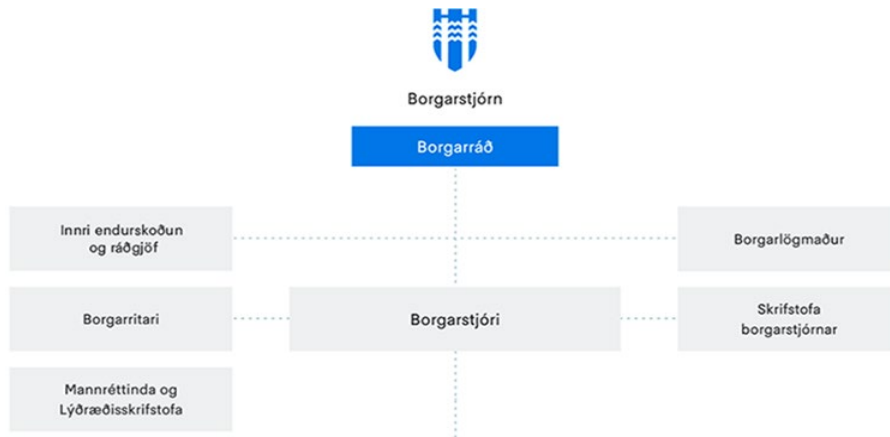 Borgarstjórn
Borgarráð
Innri endurskoðun
og ráðgjöf
Borgarlögmaður
Borgarritari
Borgarstjóri
Skrifstofa
borgarstjórnar
Mannréttinda og
Lýðræðisskrifstofa